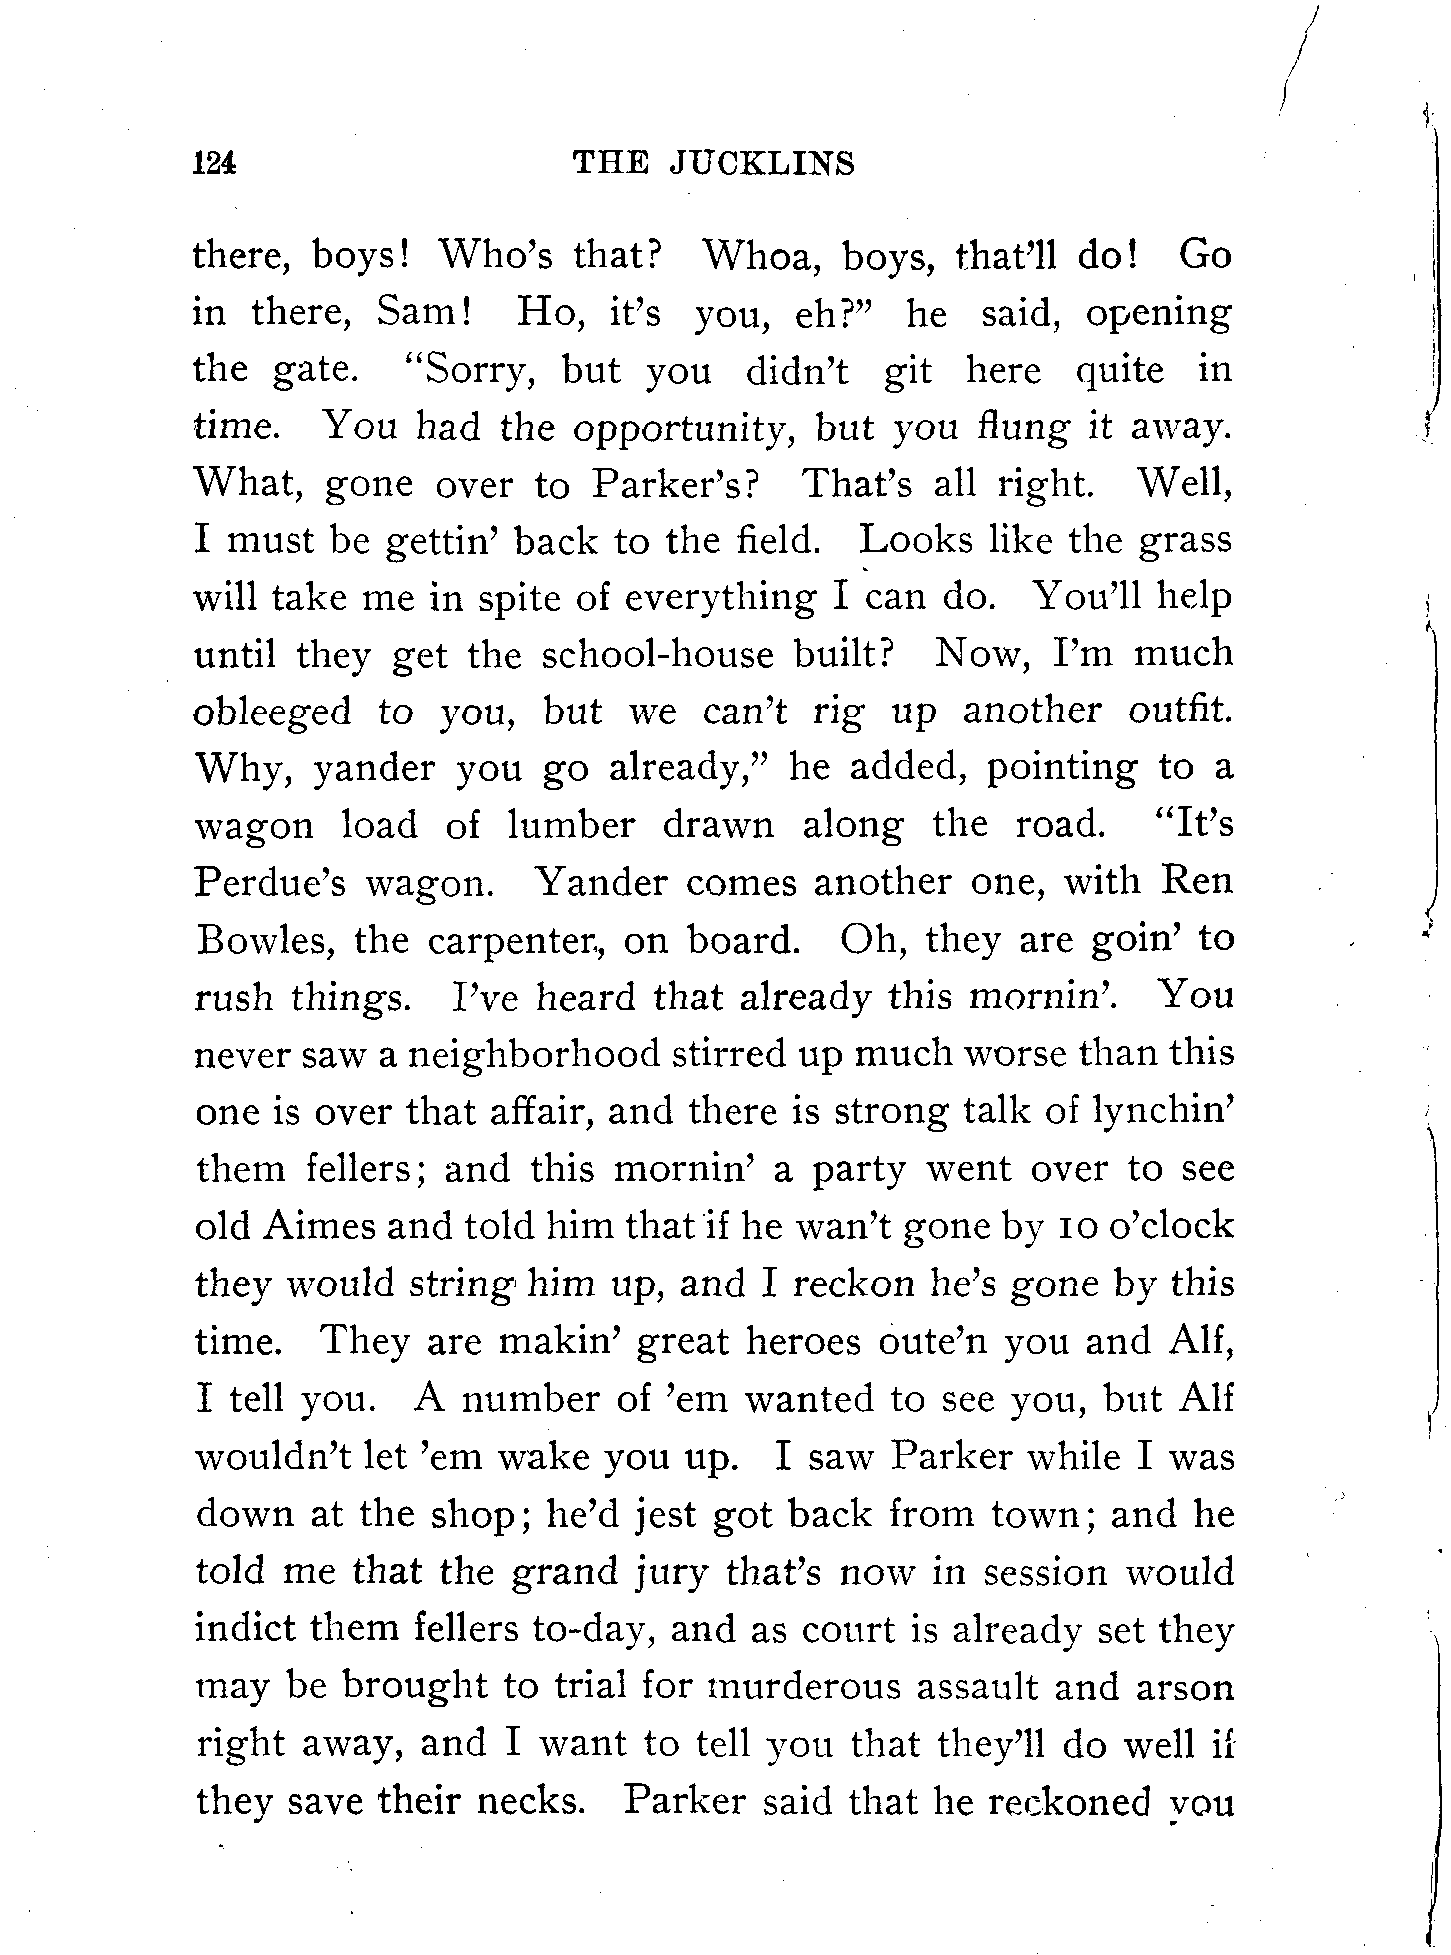 124 THE JUCKLINS
there, boys! Who's that? Whoa, boys, that'll do! Go
in there, Sam! Ho, it's you, eh?” he said, opening
the gate. “Sorry, but you didn't git here quite in
time. You had the opportunity, but you flung it away.
What, gone over to Parker's? That's all right. Well,
I must be gettin' back to the field. Looks like the grass
will take me in spite of everything I can do. You'll help
until they get the school-house built? Now, I'm much
obleeged to you, but we can't rig up another outfit.
Why, yander you go already,” he added, pointing to a
wagon load of lumber drawn along the road. “It's
Perdue's wagon. Yander comes another one, with Ren
Bowles, the carpenter, on board. Oh, they are goin' to
rush things. I've heard that already this mornin'. You
never saw a neighborhood stirred up much worse than this
one is over that affair, and there is strong talk of lynchin'
them fellers; and this mornin' a party went over to see
old Aimes and told him that if he wan't gone by 10 o'clock
they would string him up, and I reckon he's gone by this
time. They are makin' great heroes oute'n you and Alf,
I tell you. A number of 'em wanted to see you, but Alf
wouldn't let 'em wake you up. I saw Parker while I was
down at the shop; he'd jest got back from town; and he
told me that the grand jury that's now in session would
indict them fellers to-day, and as court is already set they
may be brought to trial for murderous assault and arson
right away, and I want to tell you that they'll do well if
they save their necks. Parker said that he reckoned you